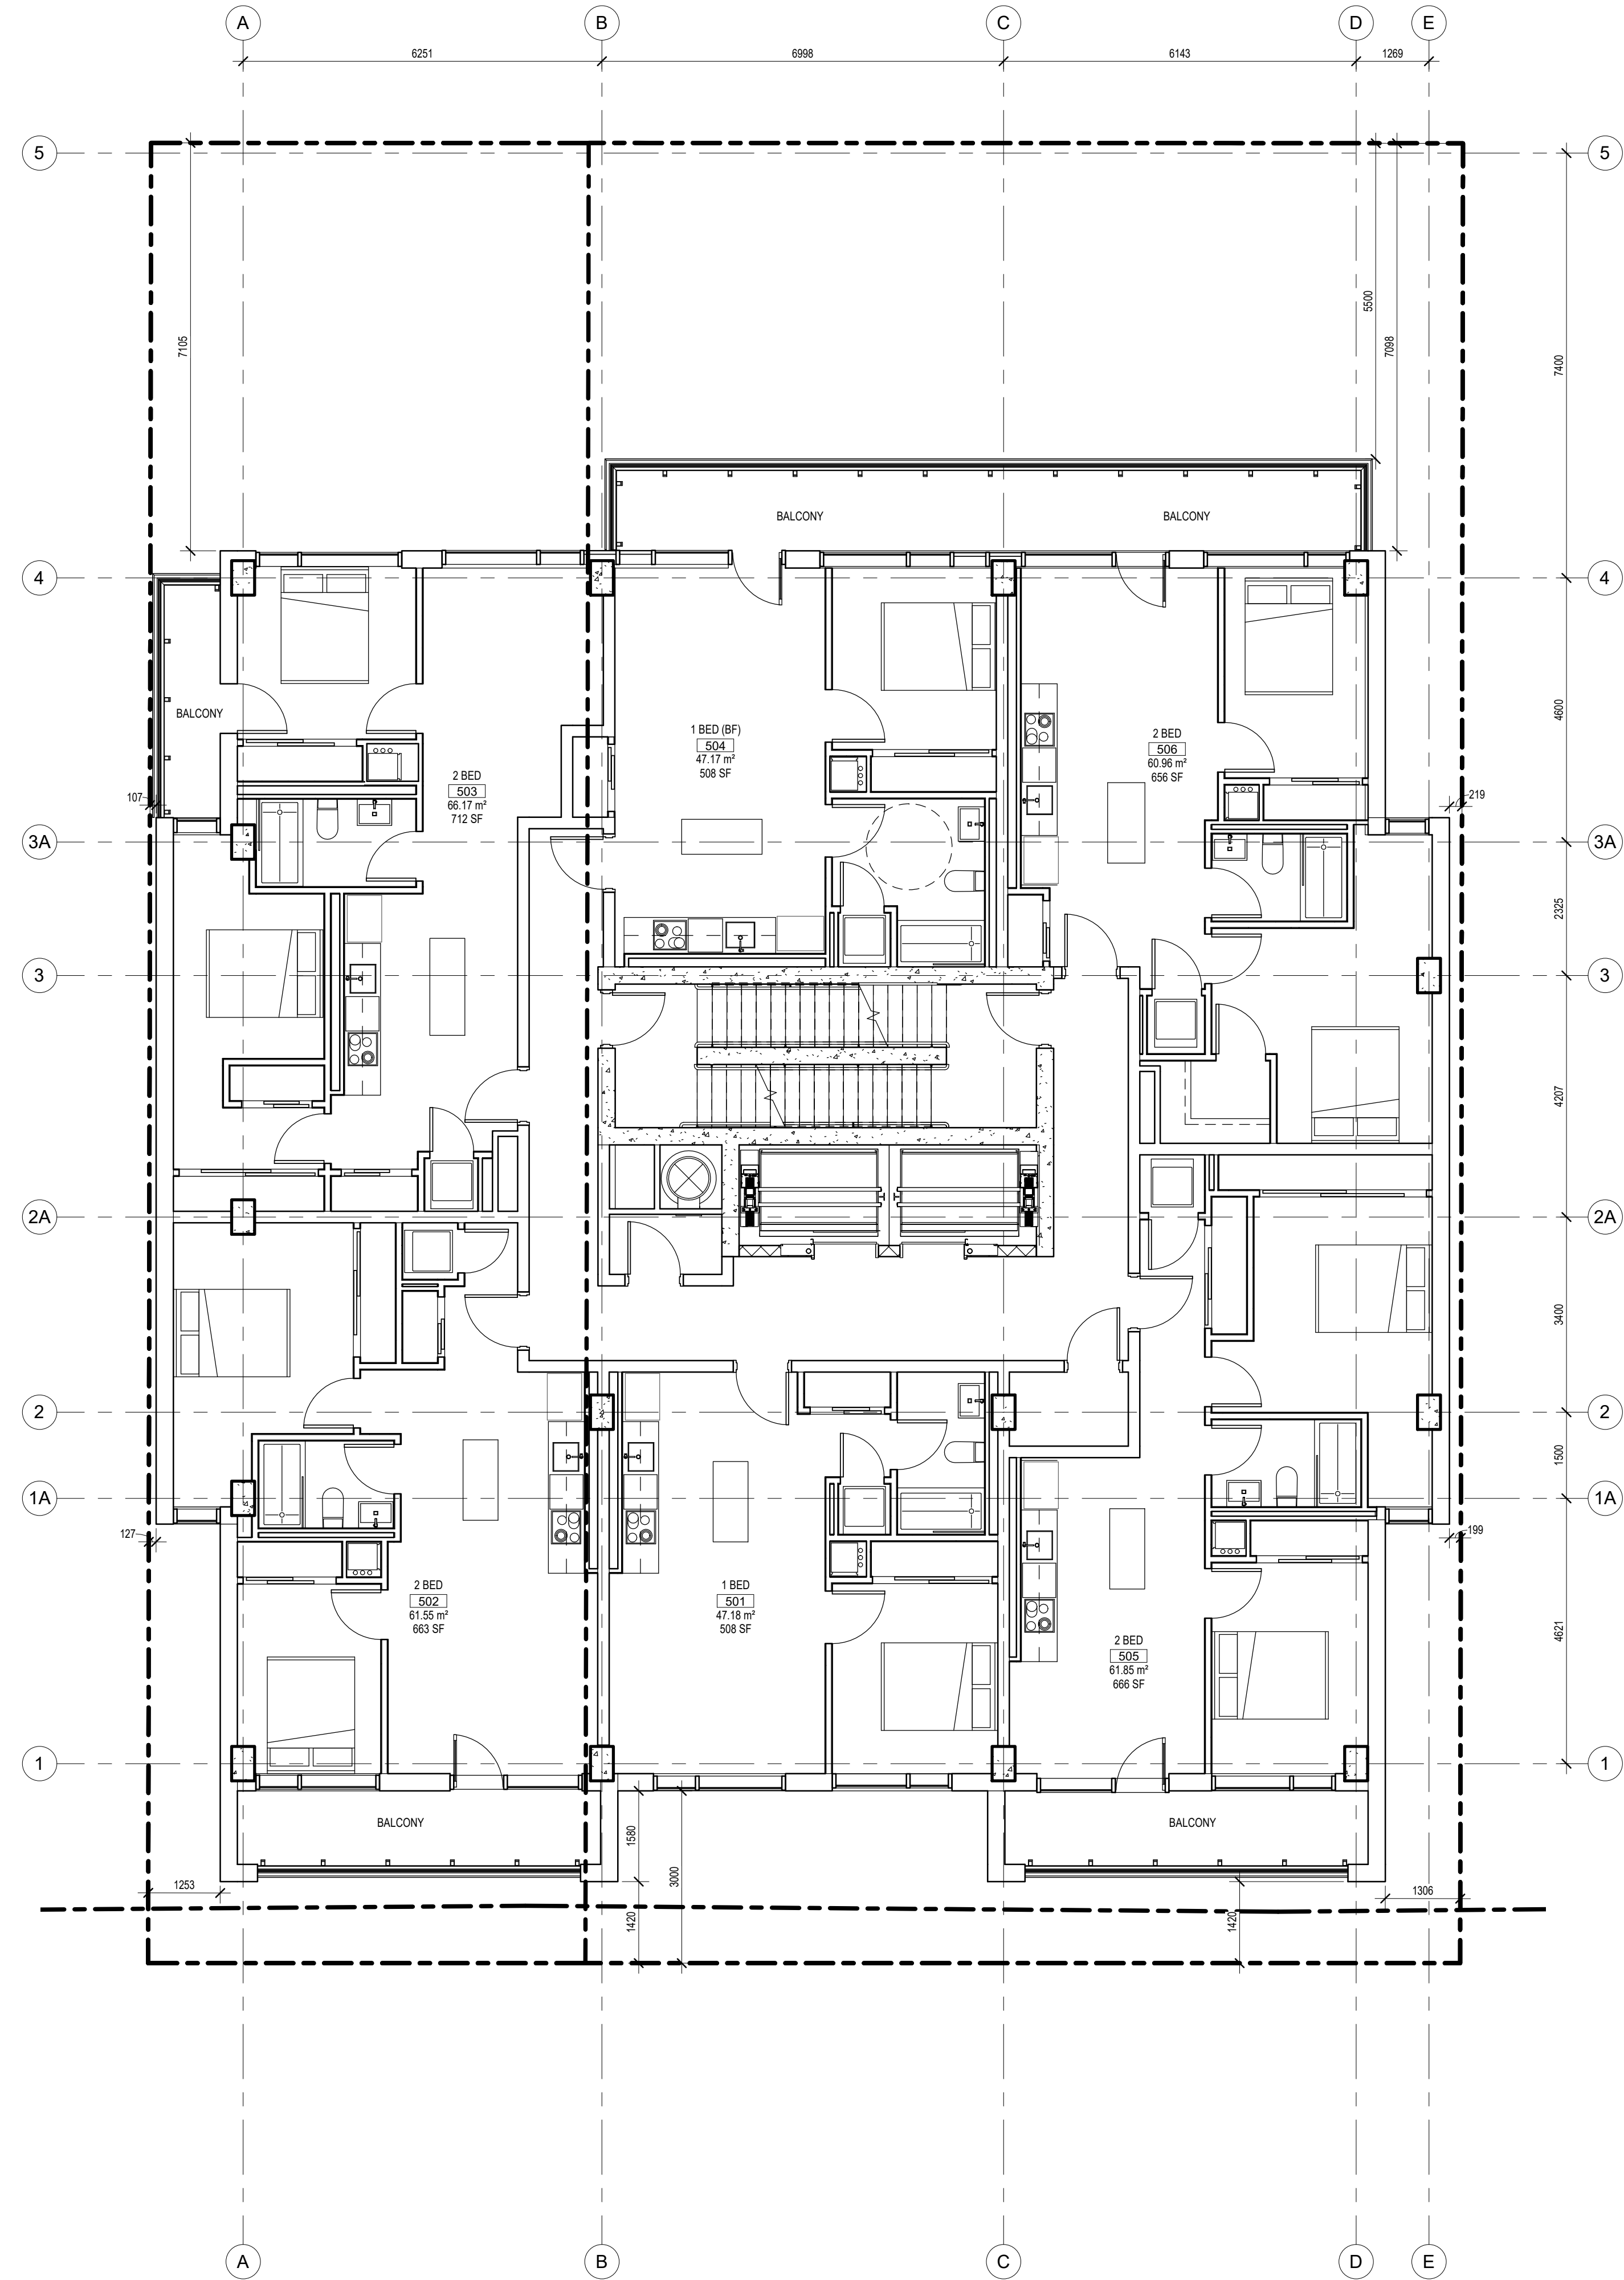 A B C D E
6251 6998 6143 1269
5 5
7105
5500
7098
7400
BALCONY BALCONY
4 4
BALCONY
4600
1 BED (BF)
504
47.17 m²
508 SF
2 BED
506
60.96 m²
656 SF
2 BED
503
66.17 m²
712 SF
107 219
3A 3A
2325
3 3
4207
2A 2A
3400
2 2
1500
1A 1A
127 199
2 BED
502
61.55 m²
663 SF
1 BED
501
47.18 m²
508 SF
2 BED
505
61.85 m²
666 SF
4621
1 1
BALCONY BALCONY
1580
3000
1253 1306
1420 1420
A B C D E